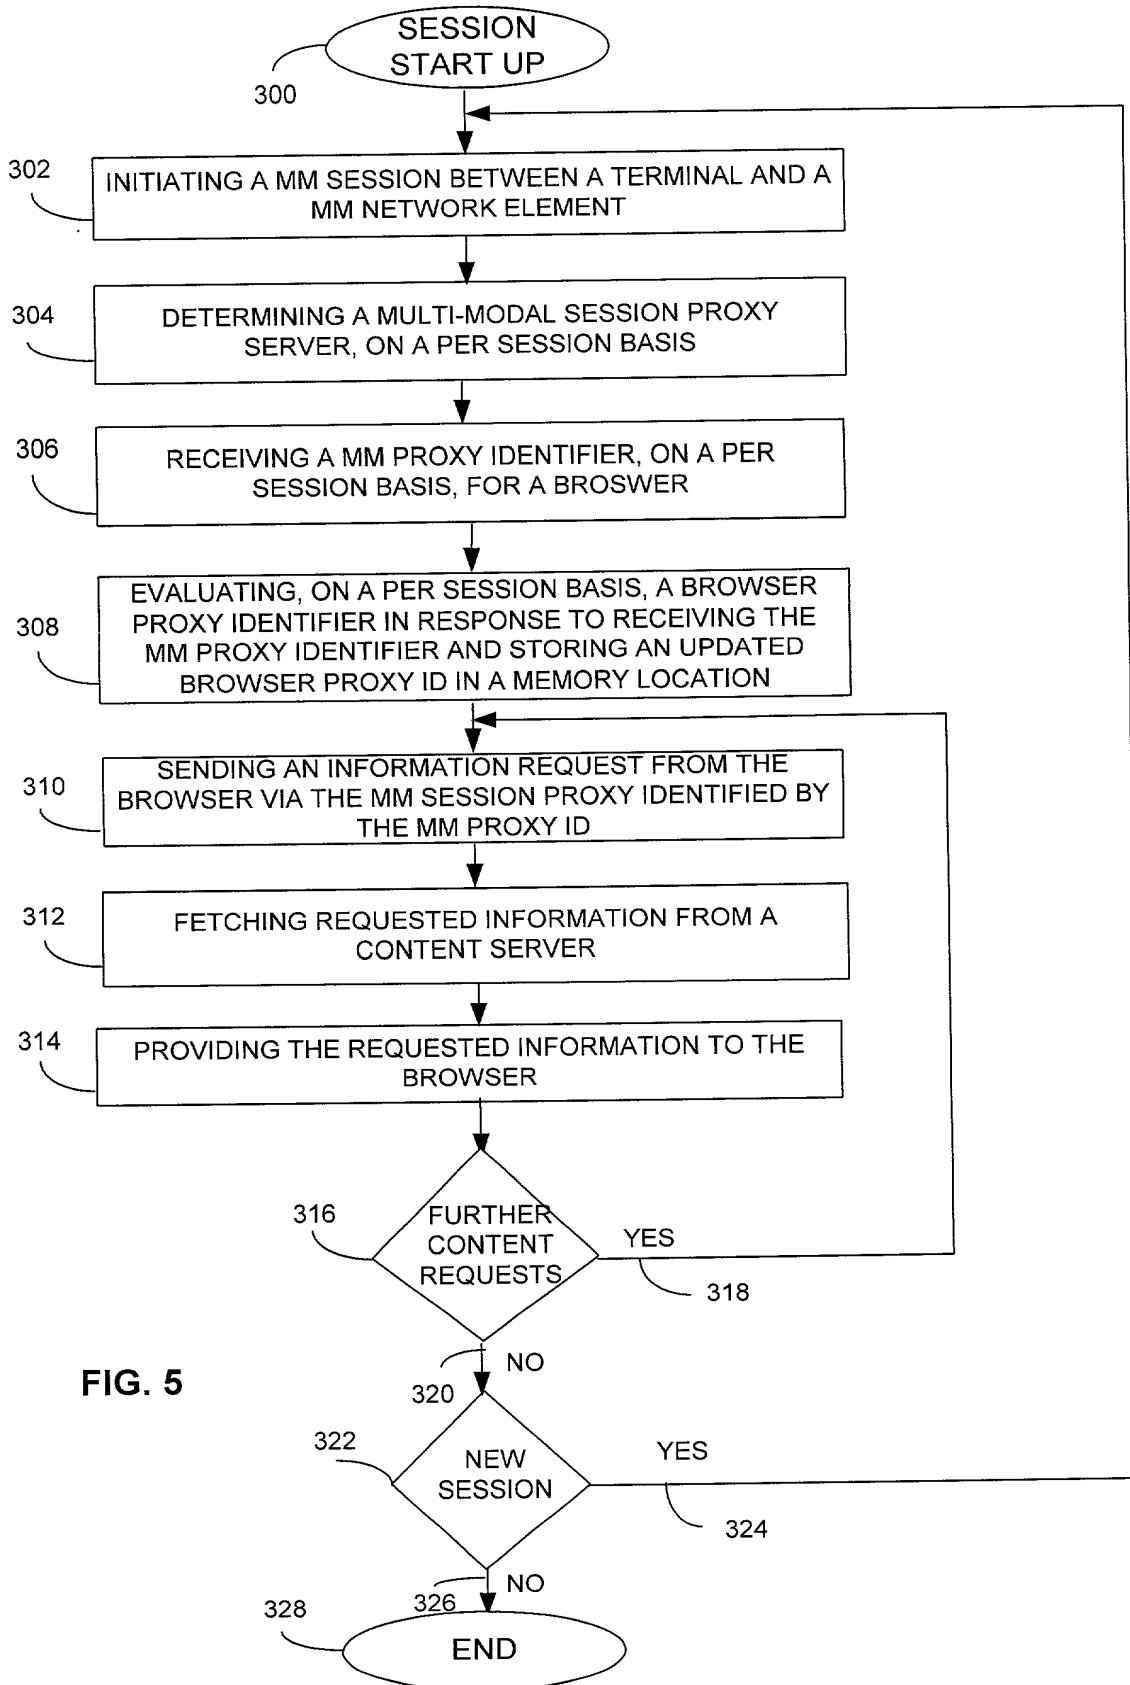 SESSION
START UP
300
302
INITIATING A MM SESSION BETWEEN A TERMINAL AND A
MM NETWORK ELEMENT
304
DETERMINING A MULTI-MODAL SESSION PROXY
SERVER, ON A PER SESSION BASIS
306
RECEIVING A MM PROXY IDENTIFIER, ON A PER
SESSION BASIS, FOR A BROSWER
308
EVALUATING, ON A PER SESSION BASIS, A BROWSER
PROXY IDENTIFIER IN RESPONSE TO RECEIVING THE
MM PROXY IDENTIFIER AND STORING AN UPDATED
BROWSER PROXY ID IN A MEMORY LOCATION
310
SENDING AN INFORMATION REQUEST FROM THE
BROWSER VIA THE MM SESSION PROXY IDENTIFIED BY
THE MM PROXY ID
312
FETCHING REQUESTED INFORMATION FROM A
CONTENT SERVER
314
PROVIDING THE REQUESTED INFORMATION TO THE
BROWSER
316
FURTHER
CONTENT
REQUESTS
YES
318
NO
320
FIG. 5
322
NEW
SESSION
YES
324
NO
326
328
END